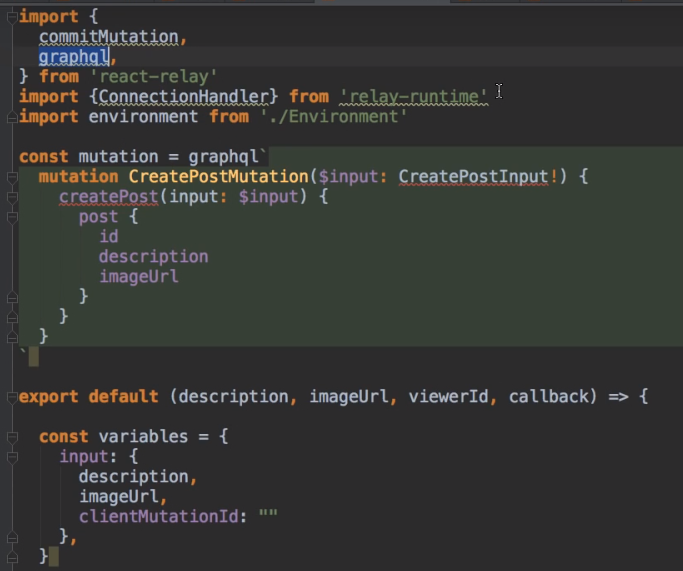 import {
  commitMutation,
  graphql,
} from 'react-relay'
import {ConnectionHandler} from 'relay-runtime'
import environment from './Environment'

const mutation = graphql`
  mutation CreatePostMutation($input: CreatePostInput!) {
    createPost(input: $input) {
      post {
        id
        description
        imageUrl
      }
    }
  }
`

export default (description, imageUrl, viewerId, callback) => {

  const variables = {
    input: {
      description,
      imageUrl,
      clientMutationId: ""
    },
  }